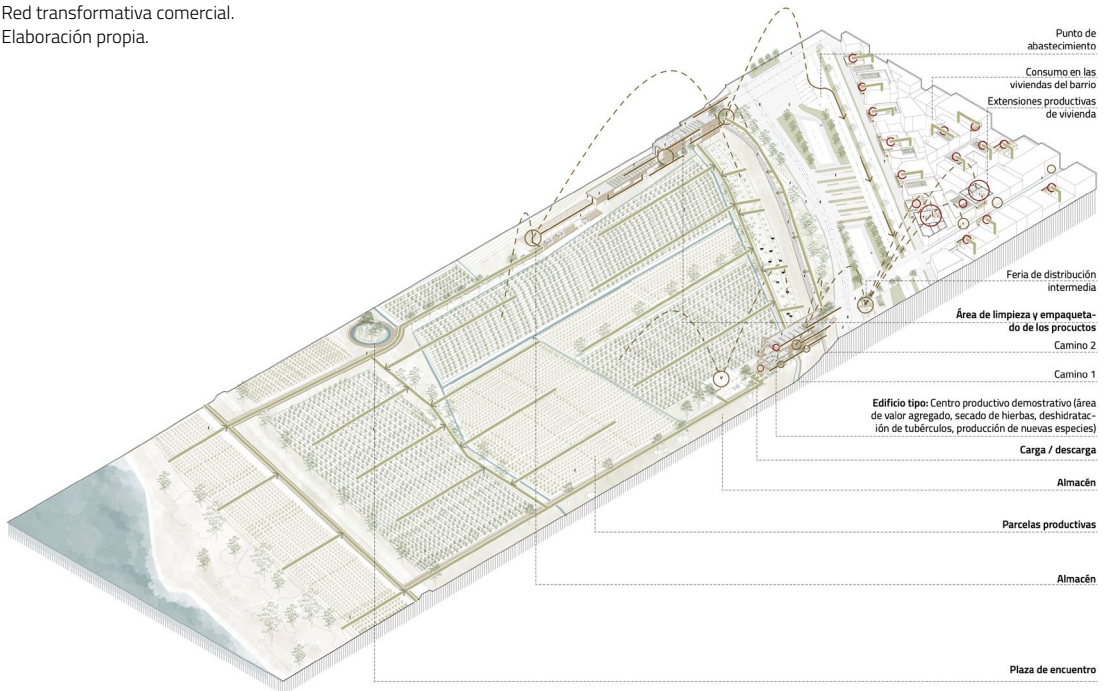 Red transformativa comercial.
Elaboración propia.
Punto de
abastecimiento
Consumo en las
viviendas del barrio
Extensiones productivas
de vivienda
Feria de distribución
intermedia
Área de limpieza y empaqueta-
do de los procuctos
Camino 2
Camino 1
Edificio tipo: Centro productivo demostrativo (área
de valor agregado, secado de hierbas, deshidratac-
ión de tubérculos, producción de nuevas especies)
Carga / descarga
Almacén
Parcelas productivas
Almacén
Plaza de encuentro